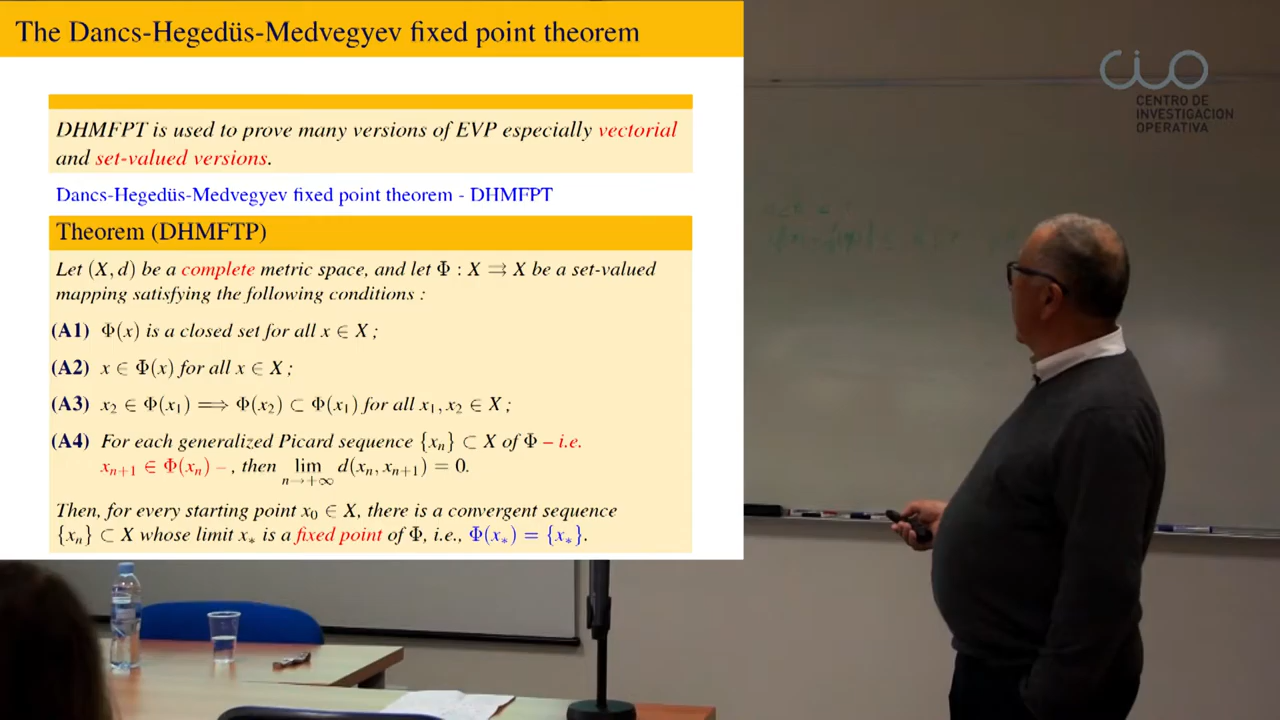 The Dancs-Hegedüs-Medvegyev fixed point theorem
DHMFPT is used to prove many versions of EVP especially vectorial
and set-valued versions.
Dancs-Hegedüs-Medvegyev fixed point theorem - DHMFPT
Theorem (DHMFTP)
Let (X, d) be a complete metric space, and let Φ : X ⇉ X be a set-valued
mapping satisfying the following conditions :
(A1) Φ(x) is a closed set for all x ∈ X ;
(A2) x ∈ Φ(x) for all x ∈ X ;
(A3) x₂ ∈ Φ(x₁) ⟹ Φ(x₂) ⊂ Φ(x₁) for all x₁, x₂ ∈ X ;
(A4) For each generalized Picard sequence {xₙ} ⊂ X of Φ – i.e.
xₙ₊₁ ∈ Φ(xₙ) – , then lim n→+∞ d(xₙ, xₙ₊₁) = 0.
Then, for every starting point x₀ ∈ X, there is a convergent sequence
{xₙ} ⊂ X whose limit x* is a fixed point of Φ, i.e., Φ(x*) = {x*}.
CIO
CENTRO DE
INVESTIGACION
OPERATIVA